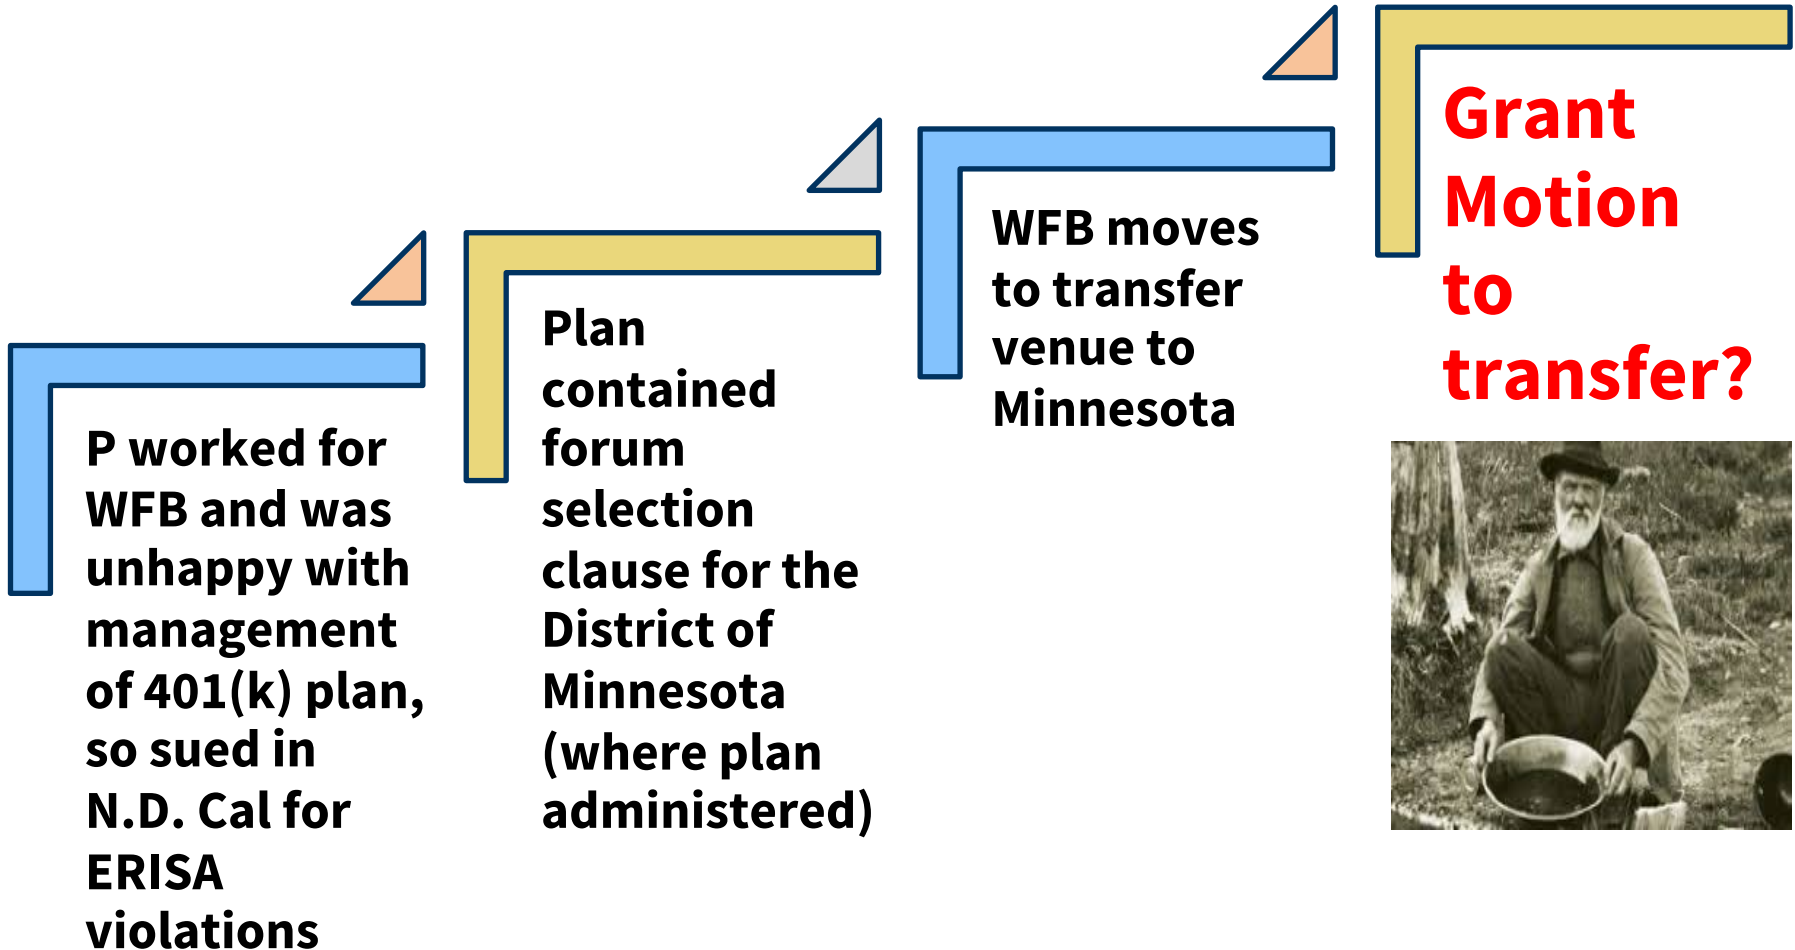 P worked for
WFB and was
unhappy with
management
of 401(k) plan,
so sued in
N.D. Cal for
ERISA
violations
Plan
contained
forum
selection
clause for the
District of
Minnesota
(where plan
administered)
WFB moves
to transfer
venue to
Minnesota
Grant
Motion
to
transfer?